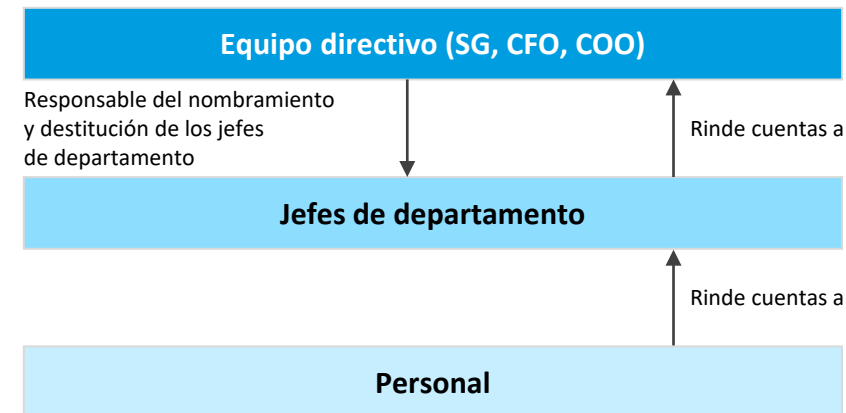 Equipo directivo (SG, CFO, COO)
Responsable del nombramiento
y destitución de los jefes
de departamento
Rinde cuentas a
Jefes de departamento
Rinde cuentas a
Personal